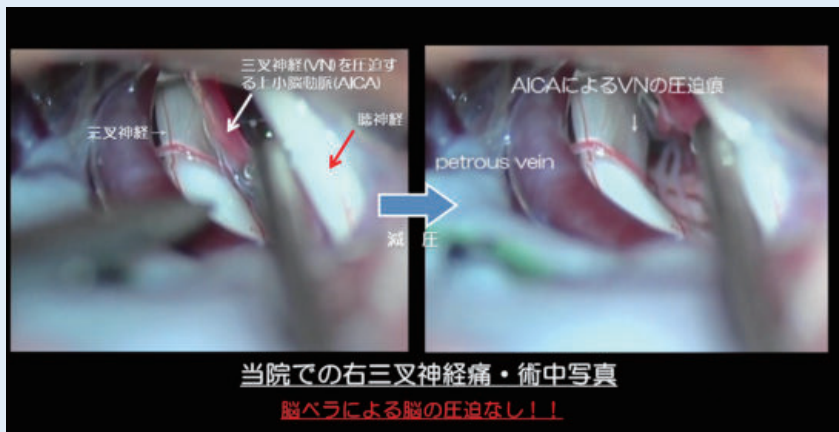 三叉神経(VN)を圧迫す
る上小脳動脈(AICA)
三叉神経→
聴神経
減 圧
AICAによるVNの圧迫痕
↓
petrous vein
当院での右三叉神経痛・術中写真
脳ベラによる脳の圧迫なし！！